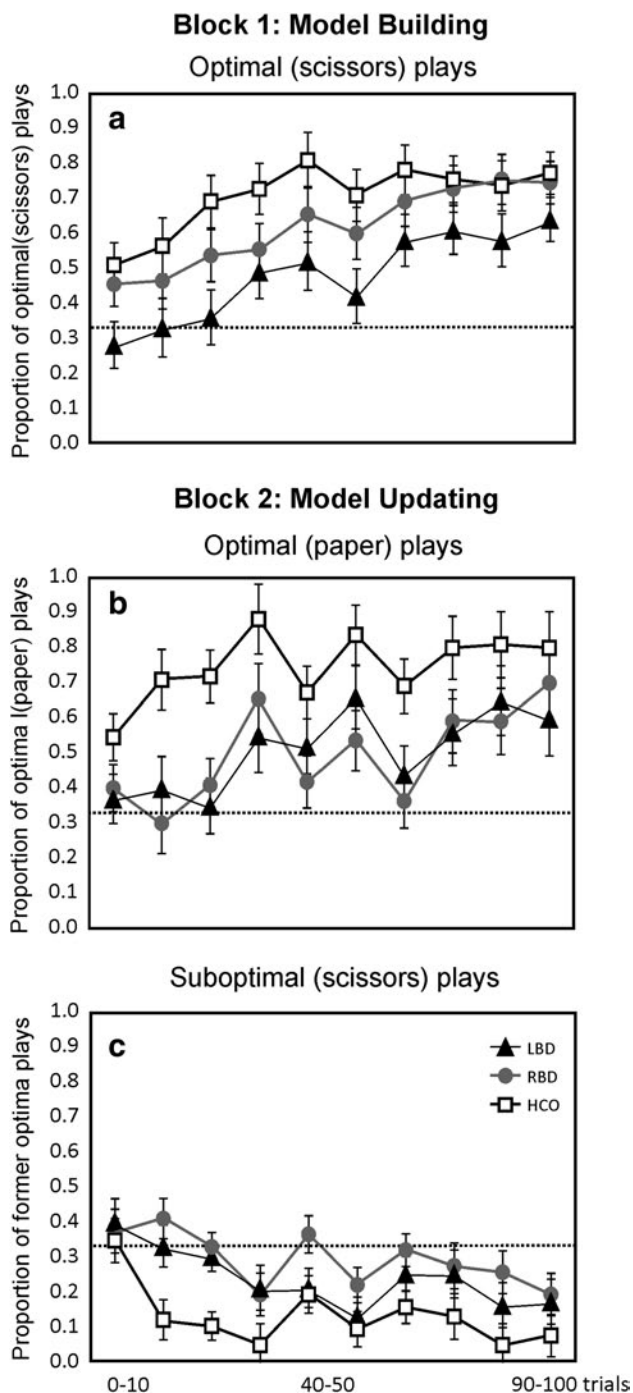 Block 1: Model Building
Optimal (scissors) plays
a
Proportion of optimal(scissors) plays
1.0
0.9
0.8
0.7
0.6
0.5
0.4
0.3
0.2
0.1
0.0
Block 2: Model Updating
Optimal (paper) plays
b
Proportion of optima l(paper) plays
1.0
0.9
0.8
0.7
0.6
0.5
0.4
0.3
0.2
0.1
0.0
Suboptimal (scissors) plays
c
Proportion of former optima plays
1.0
0.9
0.8
0.7
0.6
0.5
0.4
0.3
0.2
0.1
0.0
LBD
RBD
HCO
0-10 40-50 90-100 trials